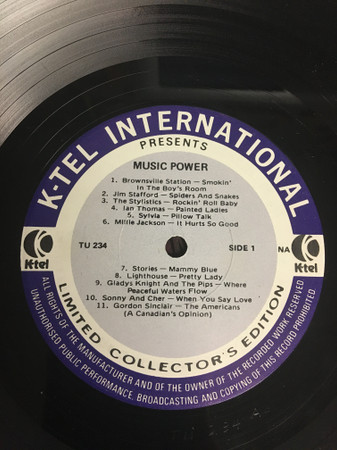 K-TEL INTERNATIONAL
PRESENTS
MUSIC POWER
1. Brownsville Station — Smokin'
In The Boy's Room
2. Jim Stafford — Spiders And Snakes
3. The Stylistics — Rockin' Roll Baby
4. Ian Thomas — Painted Ladies
5. Sylvia — Pillow Talk
6. Millie Jackson — It Hurts So Good
TU 234
SIDE 1
NA
K-tel
K-tel
7. Stories — Mammy Blue
8. Lighthouse — Pretty Lady
9. Gladys Knight And The Pips — Where
Peaceful Waters Flow
10. Sonny And Cher — When You Say Love
11. Gordon Sinclair — The Americans
(A Canadian's Opinion)
LIMITED COLLECTOR'S EDITION
ALL RIGHTS OF THE MANUFACTURER AND OF THE OWNER OF THE RECORDED WORK RESERVED
UNAUTHORISED PUBLIC PERFORMANCE, BROADCASTING AND COPYING OF THIS RECORD PROHIBITED